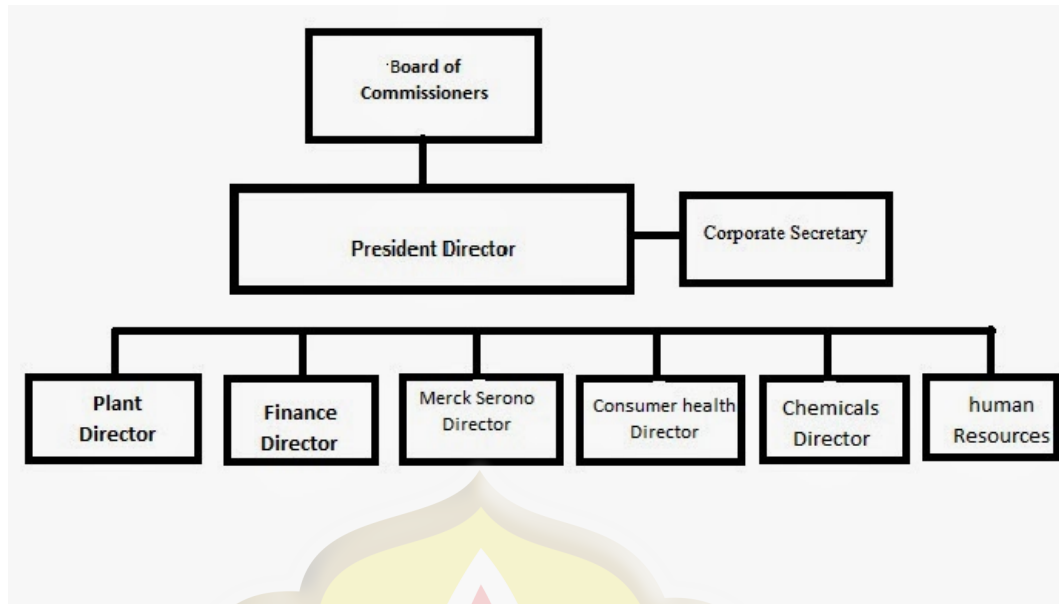 Board of
Commissioners
President Director
Corporate Secretary
Plant
Director
Finance
Director
Merck Serono
Director
Consumer health
Director
Chemicals
Director
human
Resources